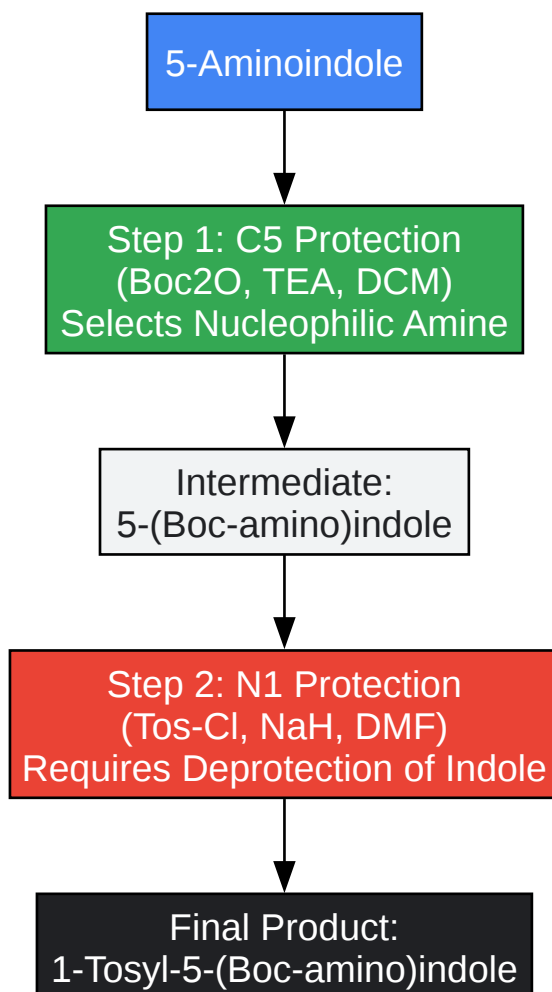 5-Aminoindole
Step 1: C5 Protection
(Boc2O, TEA, DCM)
Selects Nucleophilic Amine
Intermediate:
5-(Boc-amino)indole
Step 2: N1 Protection
(Tos-Cl, NaH, DMF)
Requires Deprotection of Indole
Final Product:
1-Tosyl-5-(Boc-amino)indole